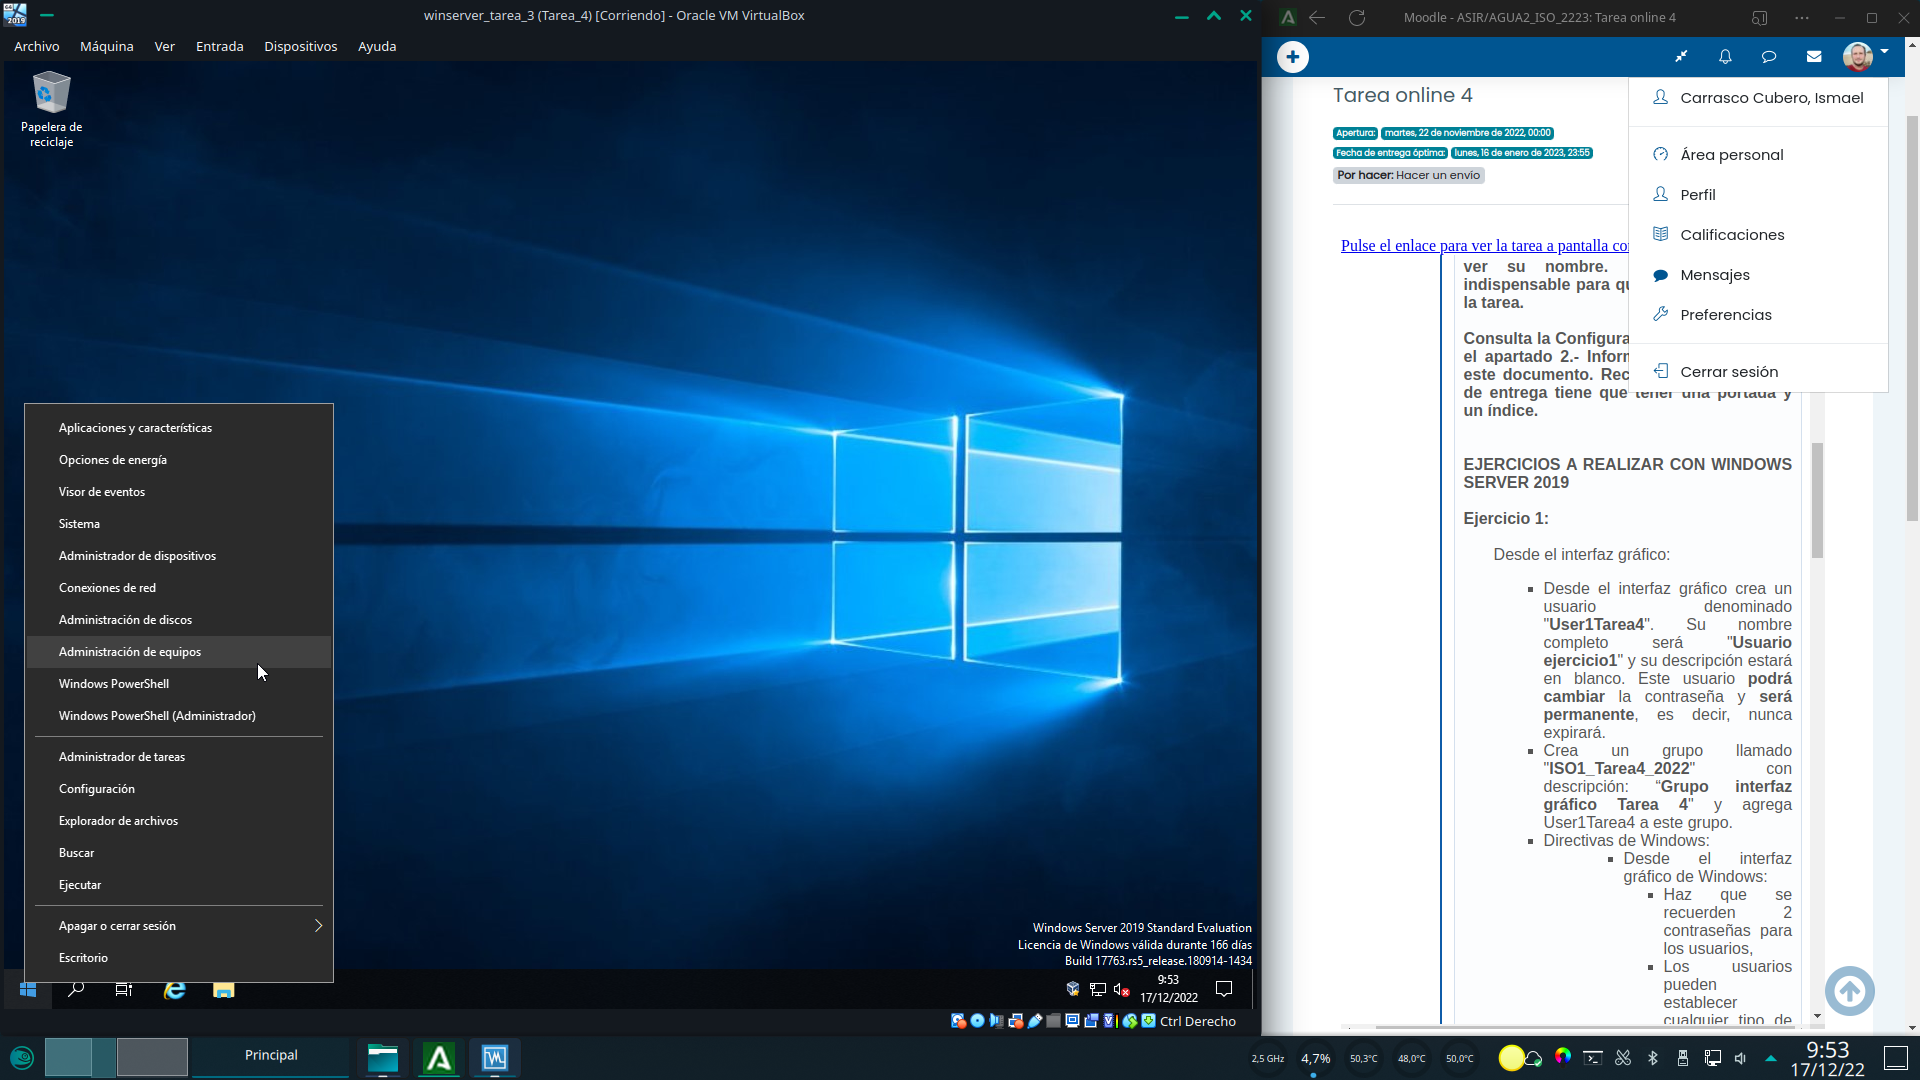 winserver_tarea_3 (Tarea_4) [Corriendo] - Oracle VM VirtualBox
Archivo Máquina Ver Entrada Dispositivos Ayuda
Papelera de
reciclaje
Aplicaciones y características
Opciones de energía
Visor de eventos
Sistema
Administrador de dispositivos
Conexiones de red
Administración de discos
Administración de equipos
Windows PowerShell
Windows PowerShell (Administrador)
Administrador de tareas
Configuración
Explorador de archivos
Buscar
Ejecutar
Apagar o cerrar sesión
Escritorio
Windows Server 2019 Standard Evaluation
Licencia de Windows válida durante 166 días
Build 17763.rs5_release.180914-1434
9:53
17/12/2022
Ctrl Derecho
Moodle - ASIR/AGUA2_ISO_2223: Tarea online 4
Tarea online 4
Apertura: martes, 22 de noviembre de 2022, 00:00
Fecha de entrega óptima: lunes, 16 de enero de 2023, 23:55
Por hacer: Hacer un envío
Carrasco Cubero, Ismael
Área personal
Perfil
Calificaciones
Mensajes
Preferencias
Cerrar sesión
Pulse el enlace para ver la tarea a pantalla
ver su nombre.
indispensable para
la tarea.
Consulta la
el apartado 2.-
este documento.
de entrega tiene que tener una portada y
un índice.
EJERCICIOS A REALIZAR CON WINDOWS
SERVER 2019
Ejercicio 1:
Desde el interfaz gráfico:
Desde el interfaz gráfico crea un
usuario denominado
"User1Tarea4". Su nombre
completo será "Usuario
ejercicio1" y su descripción estará
en blanco. Este usuario podrá
cambiar la contraseña y será
permanente, es decir, nunca
expirará.
Crea un grupo llamado
"ISO1_Tarea4_2022" con
descripción: “Grupo interfaz
gráfico Tarea 4" y agrega
User1Tarea4 a este grupo.
Directivas de Windows:
Desde el interfaz
gráfico de Windows:
Haz que se
recuerden 2
contraseñas para
los usuarios,
Los usuarios
pueden
establecer
cualquier tipo de
Principal
2,5 GHz
4,7%
50,3°C
48,0°C
50,0°C
9:53
17/12/22